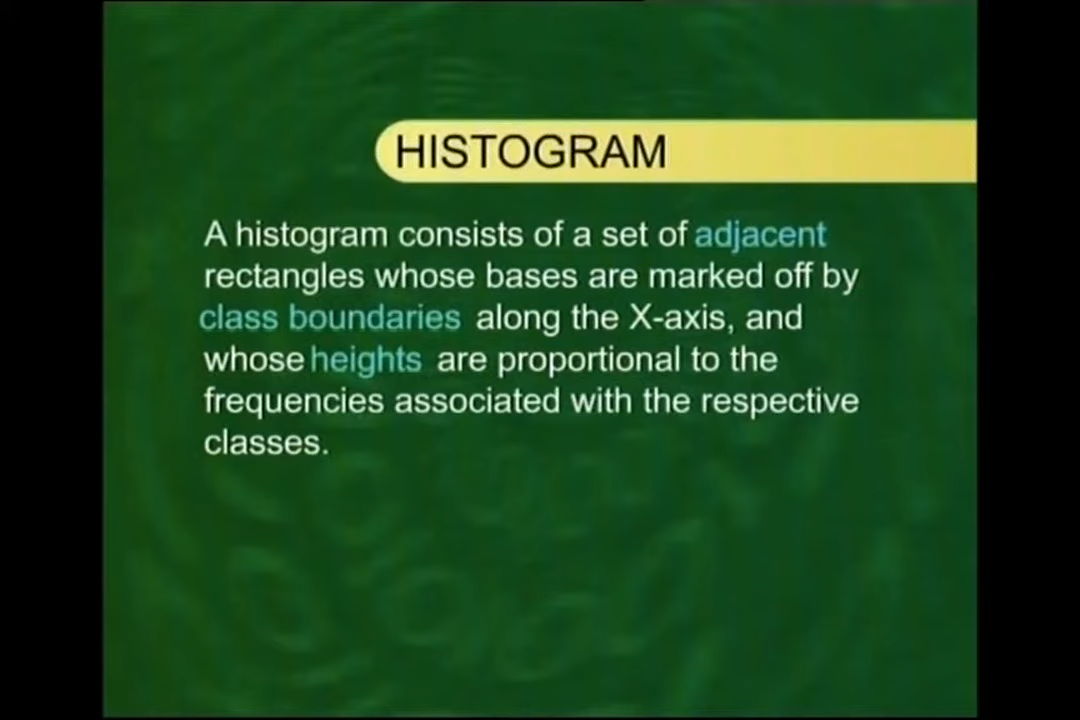 HISTOGRAM
A histogram consists of a set of adjacent
rectangles whose bases are marked off by
class boundaries along the X-axis, and
whose heights are proportional to the
frequencies associated with the respective
classes.